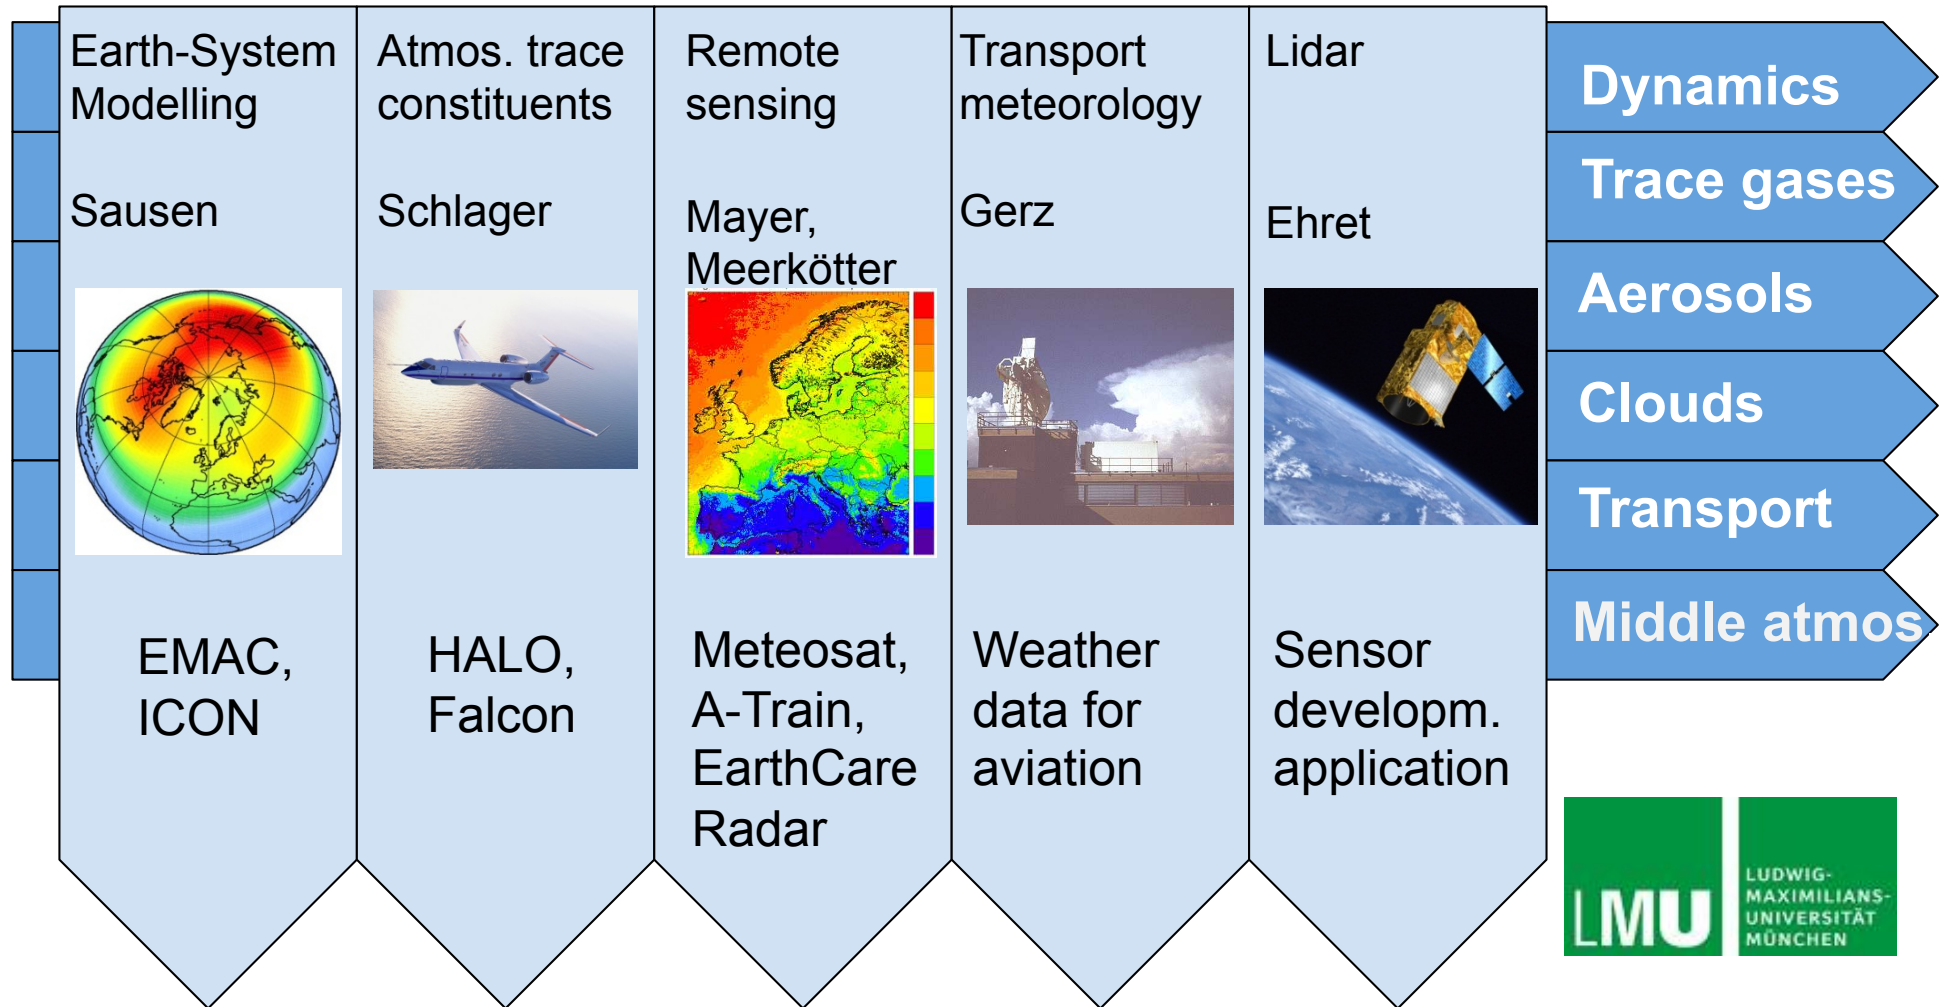 Earth-System
Modelling
Sausen
EMAC,
ICON
Atmos. trace
constituents
Schlager
HALO,
Falcon
Remote
sensing
Mayer,
Meerkötter
Meteosat,
A-Train,
EarthCare
Radar
Transport
meteorology
Gerz
Weather
data for
aviation
Lidar
Ehret
Sensor
developm.
application
Dynamics
Trace gases
Aerosols
Clouds
Transport
Middle atmos.
LMU
LUDWIG-
MAXIMILIANS-
UNIVERSITÄT
MÜNCHEN